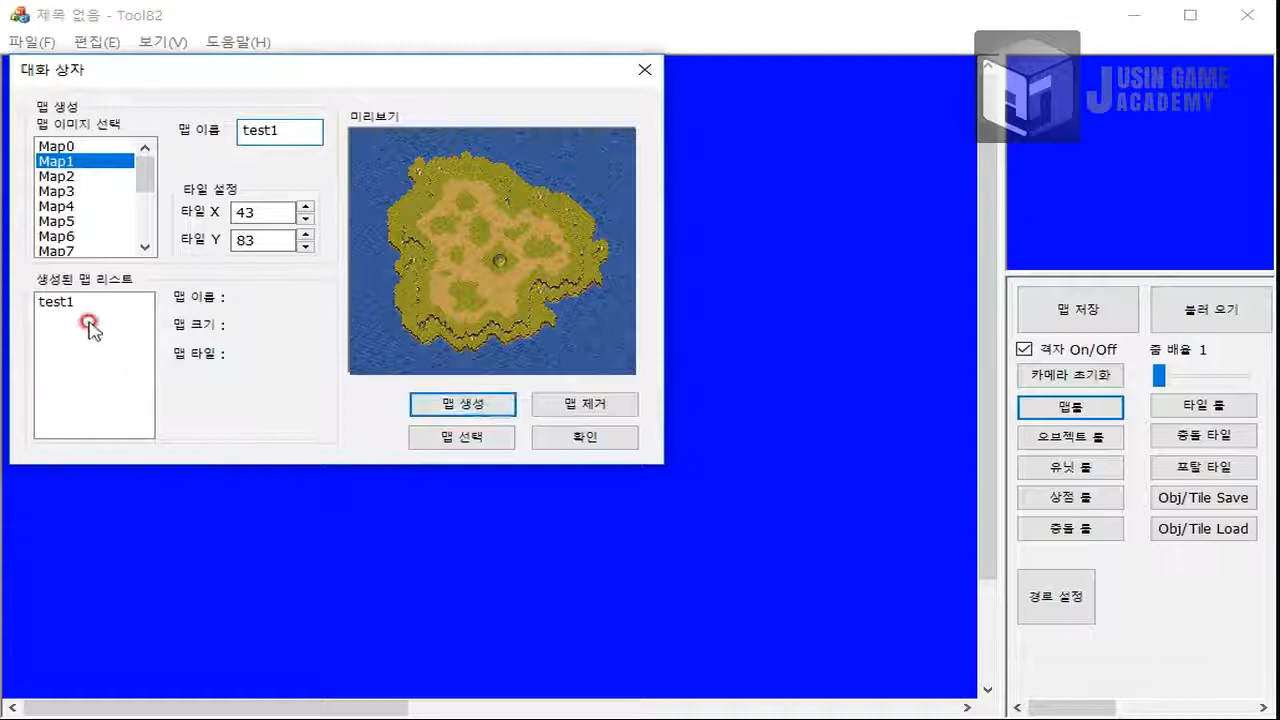 제목 없음 - Tool82
파일(F) 편집(E) 보기(V) 도움말(H)
JUSIN GAME
ACADEMY
대화 상자
맵 생성
맵 이미지 선택
Map0
Map1
Map2
Map3
Map4
Map5
Map6
Map7
맵 이름 test1
타일 설정
타일 X 43
타일 Y 83
미리보기
생성된 맵 리스트
test1
맵 이름 :
맵 크기 :
맵 타일 :
맵 생성 맵 제거
맵 선택 확인
맵 저장 불러 오기
격자 On/Off 줌 배율 1
카메라 초기화
맵툴 타일 툴
오브젝트 툴 충돌 타일
유닛 툴 포탈 타일
상점 툴 Obj/Tile Save
충돌 툴 Obj/Tile Load
경로 설정